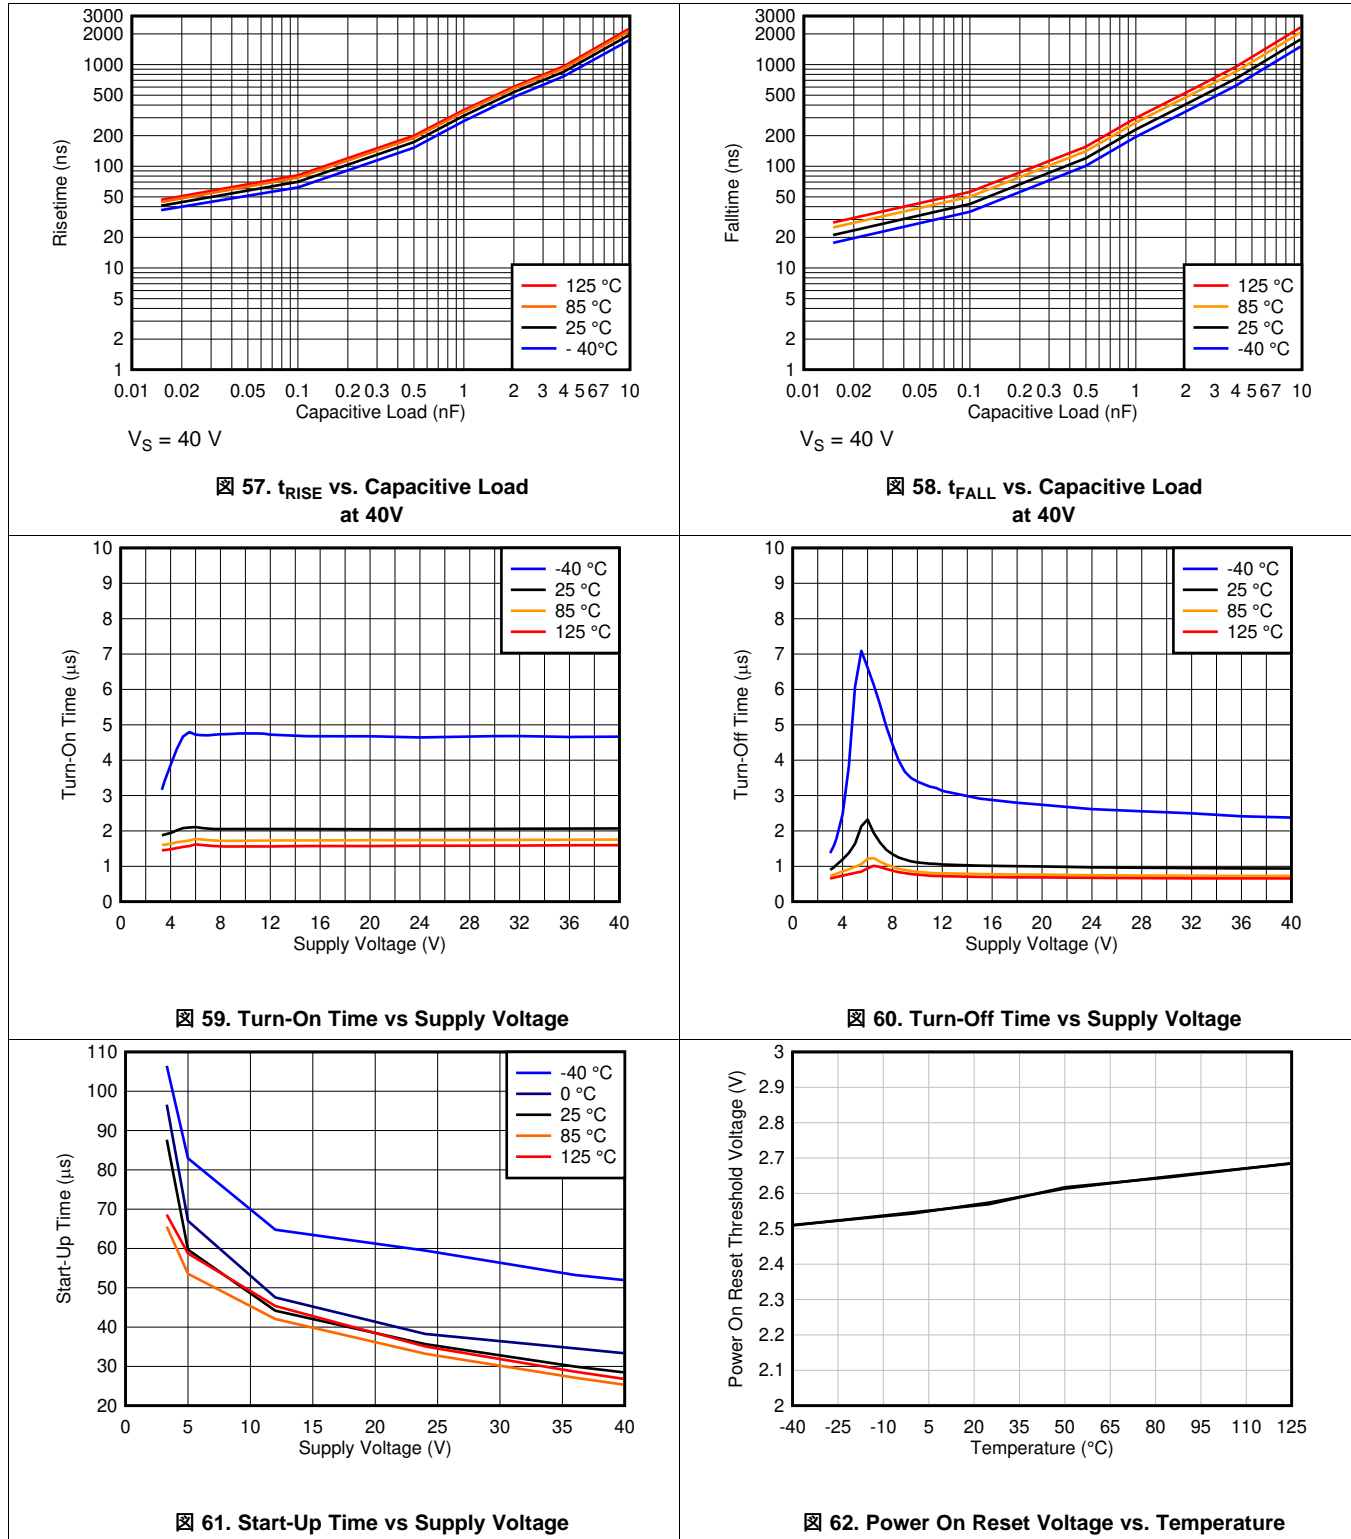 3000
2000
1000
500
200
100
50
20
10
5
2
1
Risetime (ns)
125 °C
85 °C
25 °C
- 40°C
0.01 0.02 0.05 0.1 0.2 0.3 0.5 1 2 3 4 5 6 7 10
Capacitive Load (nF)
VS = 40 V
図 57. tRISE vs. Capacitive Load
at 40V
3000
2000
1000
500
200
100
50
20
10
5
2
1
Falltime (ns)
125 °C
85 °C
25 °C
-40 °C
0.01 0.02 0.05 0.1 0.2 0.3 0.5 1 2 3 4 5 6 7 10
Capacitive Load (nF)
VS = 40 V
図 58. tFALL vs. Capacitive Load
at 40V
10
9
8
7
6
5
4
3
2
1
0
Turn-On Time (μs)
-40 °C
25 °C
85 °C
125 °C
0 4 8 12 16 20 24 28 32 36 40
Supply Voltage (V)
図 59. Turn-On Time vs Supply Voltage
10
9
8
7
6
5
4
3
2
1
0
Turn-Off Time (μs)
-40 °C
25 °C
85 °C
125 °C
0 4 8 12 16 20 24 28 32 36 40
Supply Voltage (V)
図 60. Turn-Off Time vs Supply Voltage
110
100
90
80
70
60
50
40
30
20
Start-Up Time (μs)
-40 °C
0 °C
25 °C
85 °C
125 °C
0 5 10 15 20 25 30 35 40
Supply Voltage (V)
図 61. Start-Up Time vs Supply Voltage
3
2.9
2.8
2.7
2.6
2.5
2.4
2.3
2.2
2.1
2
Power On Reset Threshold Voltage (V)
-40 -25 -10 5 20 35 50 65 80 95 110 125
Temperature (°C)
図 62. Power On Reset Voltage vs. Temperature